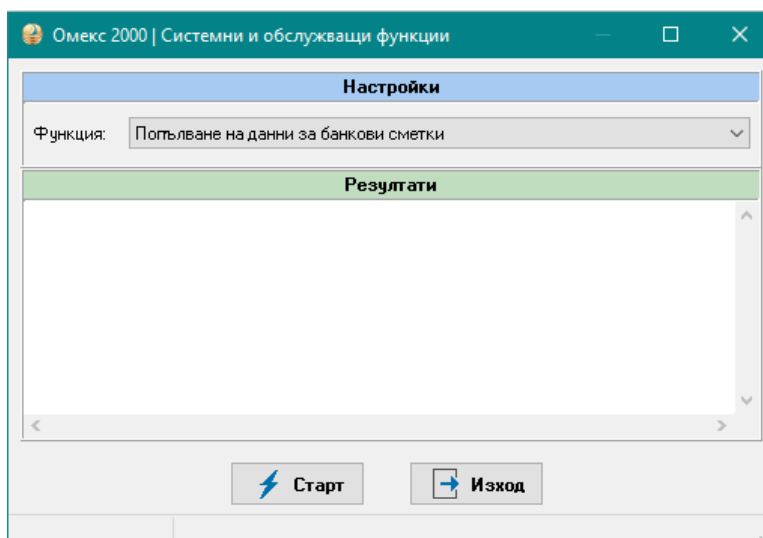 Омекс 2000 | Системни и обслужващи функции
Настройки
Функция: Попълване на данни за банкови сметки
Резултати
Старт Изход